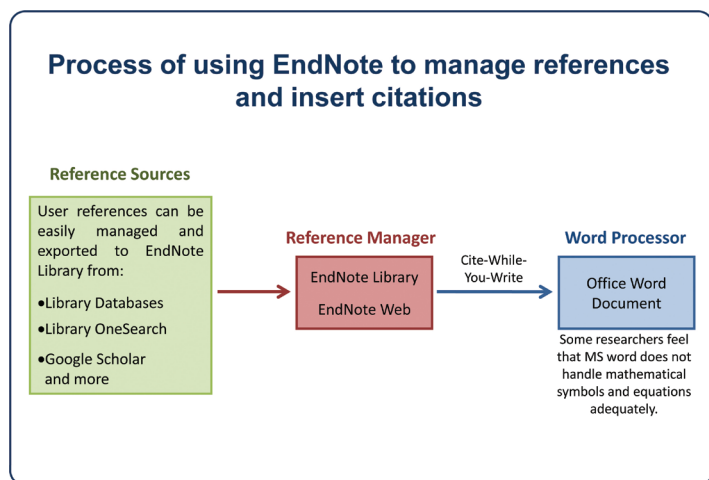 Process of using EndNote to manage references
and insert citations
Reference Sources
User references can be
easily managed and
exported to EndNote
Library from:
•Library Databases
•Library OneSearch
•Google Scholar
and more
Reference Manager
EndNote Library
EndNote Web
Cite-While-
You-Write
Word Processor
Office Word
Document
Some researchers feel
that MS word does not
handle mathematical
symbols and equations
adequately.